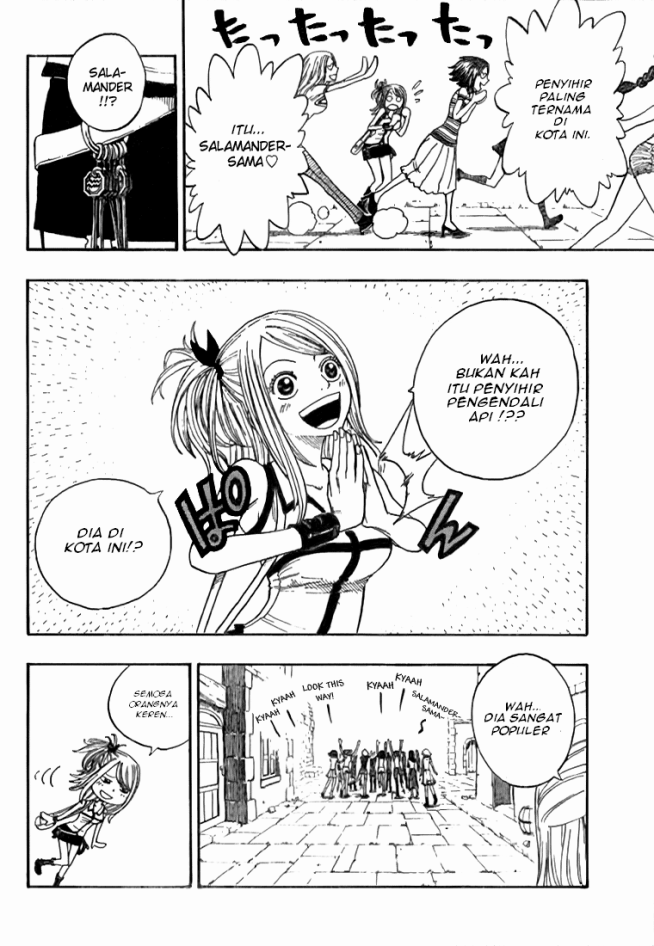 たったったったっ
PENYIHIR
PALING
TERNAMA
DI
KOTA INI.
ITU...
SALAMANDER-
SAMA♡
SALA-
MANDER
!!?
WAH...
BUKAN KAH
ITU PENYIHIR
PENGENDALI
API !??
ぱん
DIA DI
KOTA INI!?
WAH...
DIA SANGAT
POPULER
KYAAH
KYAAH
LOOK THIS
WAY!
KYAAH
KYAAH
SALAMANDER-
SAMA~
SEMOGA
ORANGNYA
KEREN...